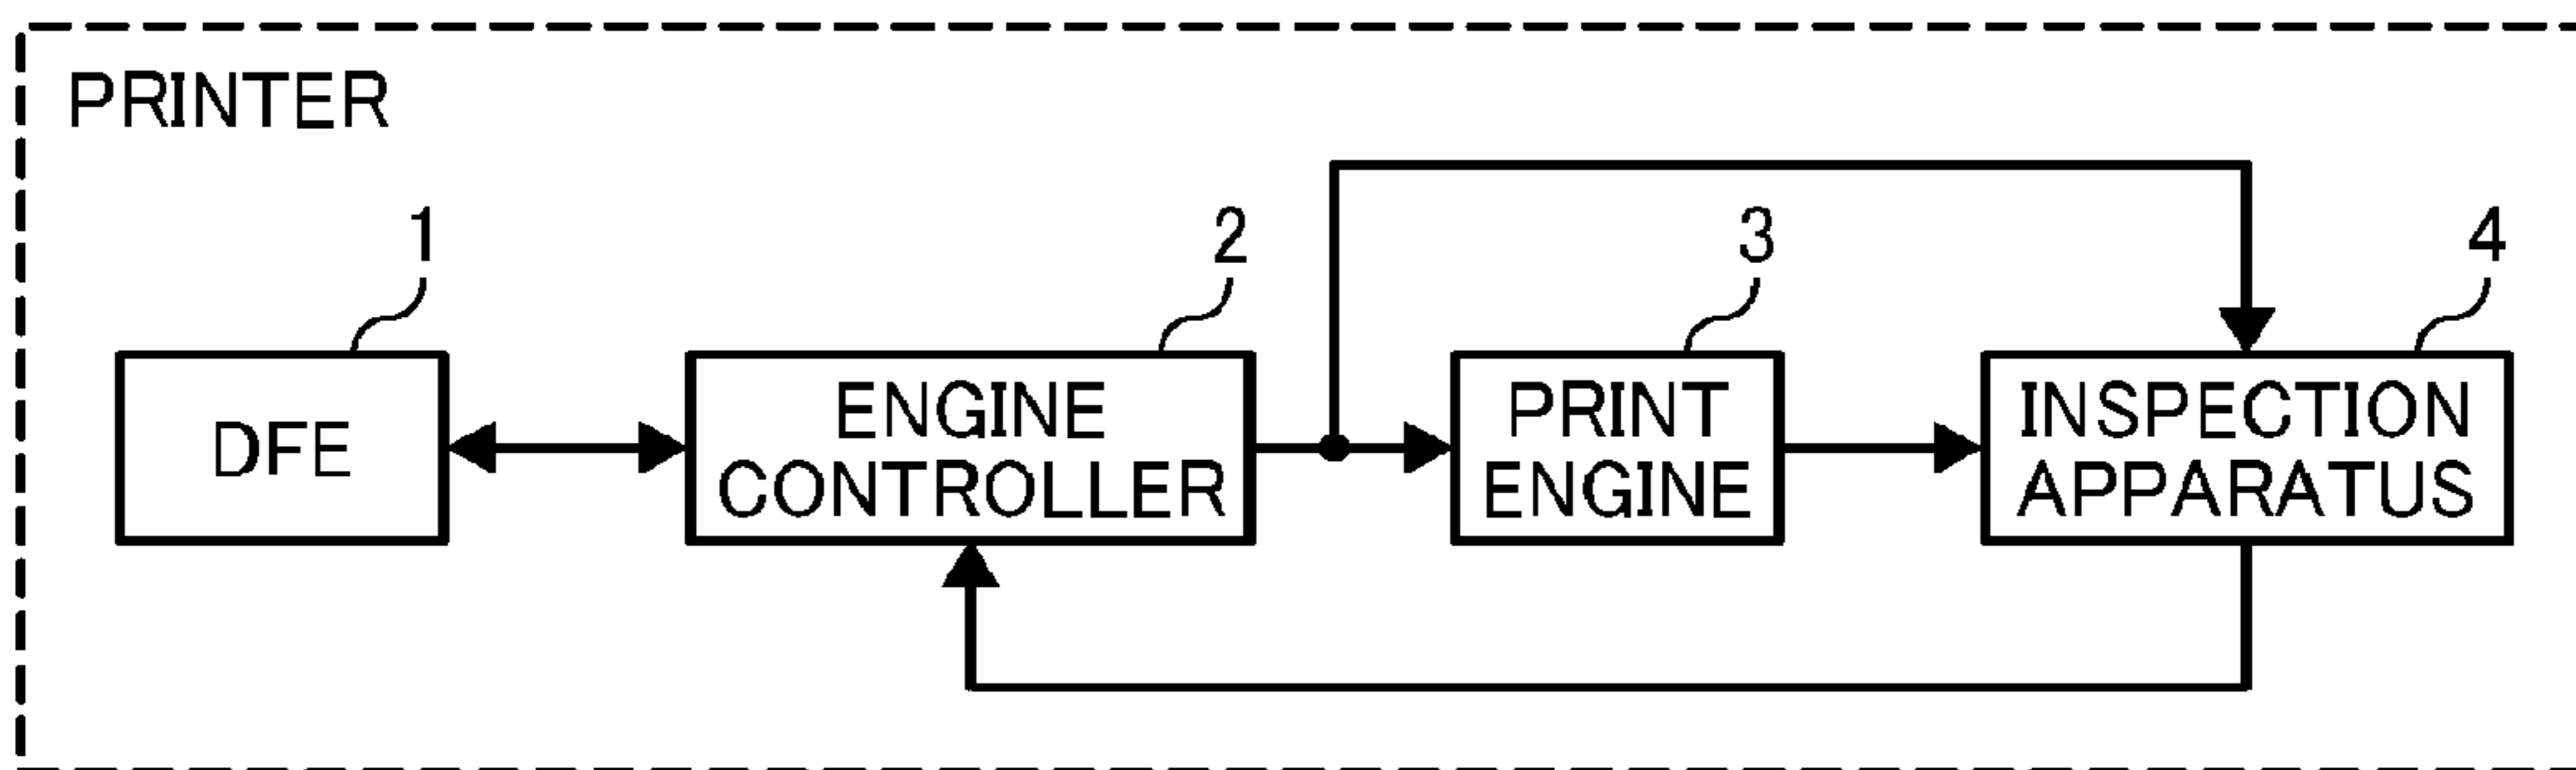 PRINTER
1
2
3
4
DFE
ENGINE
CONTROLLER
PRINT
ENGINE
INSPECTION
APPARATUS